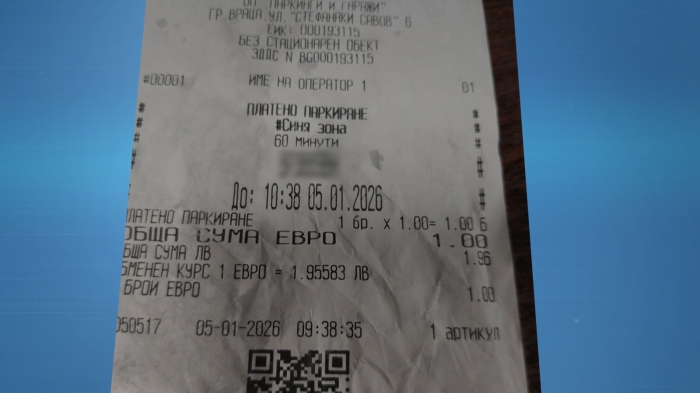 ОП "ПАРКИНГИ И ГАРАЖИ"
ГР.ВРАЦА,УЛ."СТЕФАНАКИ САВОВ" 6
ЕИК: 000193115
БЕЗ СТАЦИОНАРЕН ОБЕКТ
ЗДДС N BG000193115
#00001 ИМЕ НА ОПЕРАТОР 1 01
# ПЛАТЕНО ПАРКИРАНЕ #
# #Синя зона #
# 60 минути #
До: 10:38 05.01.2026 #
ЛАТЕНО ПАРКИРАНЕ 1 бр. x 1.00= 1.00 Б
ОБЩА СУМА ЕВРО 1.00
БЩА СУМА ЛВ 1.96
БМЕНЕН КУРС 1 ЕВРО = 1.95583 ЛВ
БРОИ ЕВРО 1.00
050517 05-01-2026 09:38:35 1 артикул